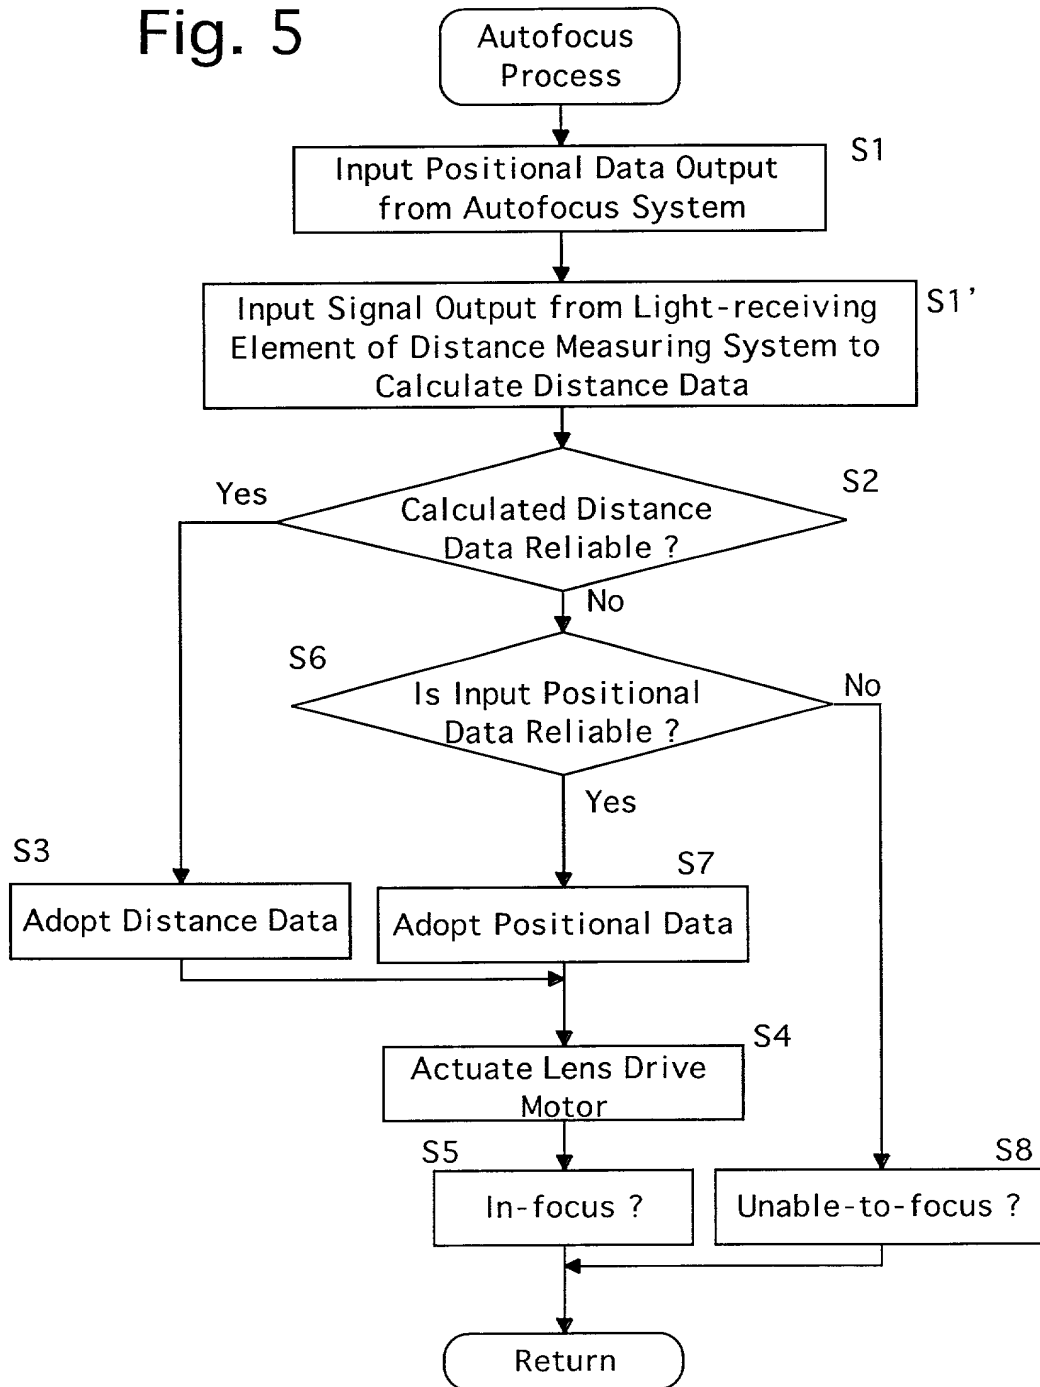 Fig. 5
Autofocus
Process
S1
Input Positional Data Output
from Autofocus System
S1'
Input Signal Output from Light-receiving
Element of Distance Measuring System to
Calculate Distance Data
S2
Yes
Calculated Distance
Data Reliable ?
No
S6
Is Input Positional
Data Reliable ?
No
Yes
S3
Adopt Distance Data
S7
Adopt Positional Data
S4
Actuate Lens Drive
Motor
S5
In-focus ?
S8
Unable-to-focus ?
Return